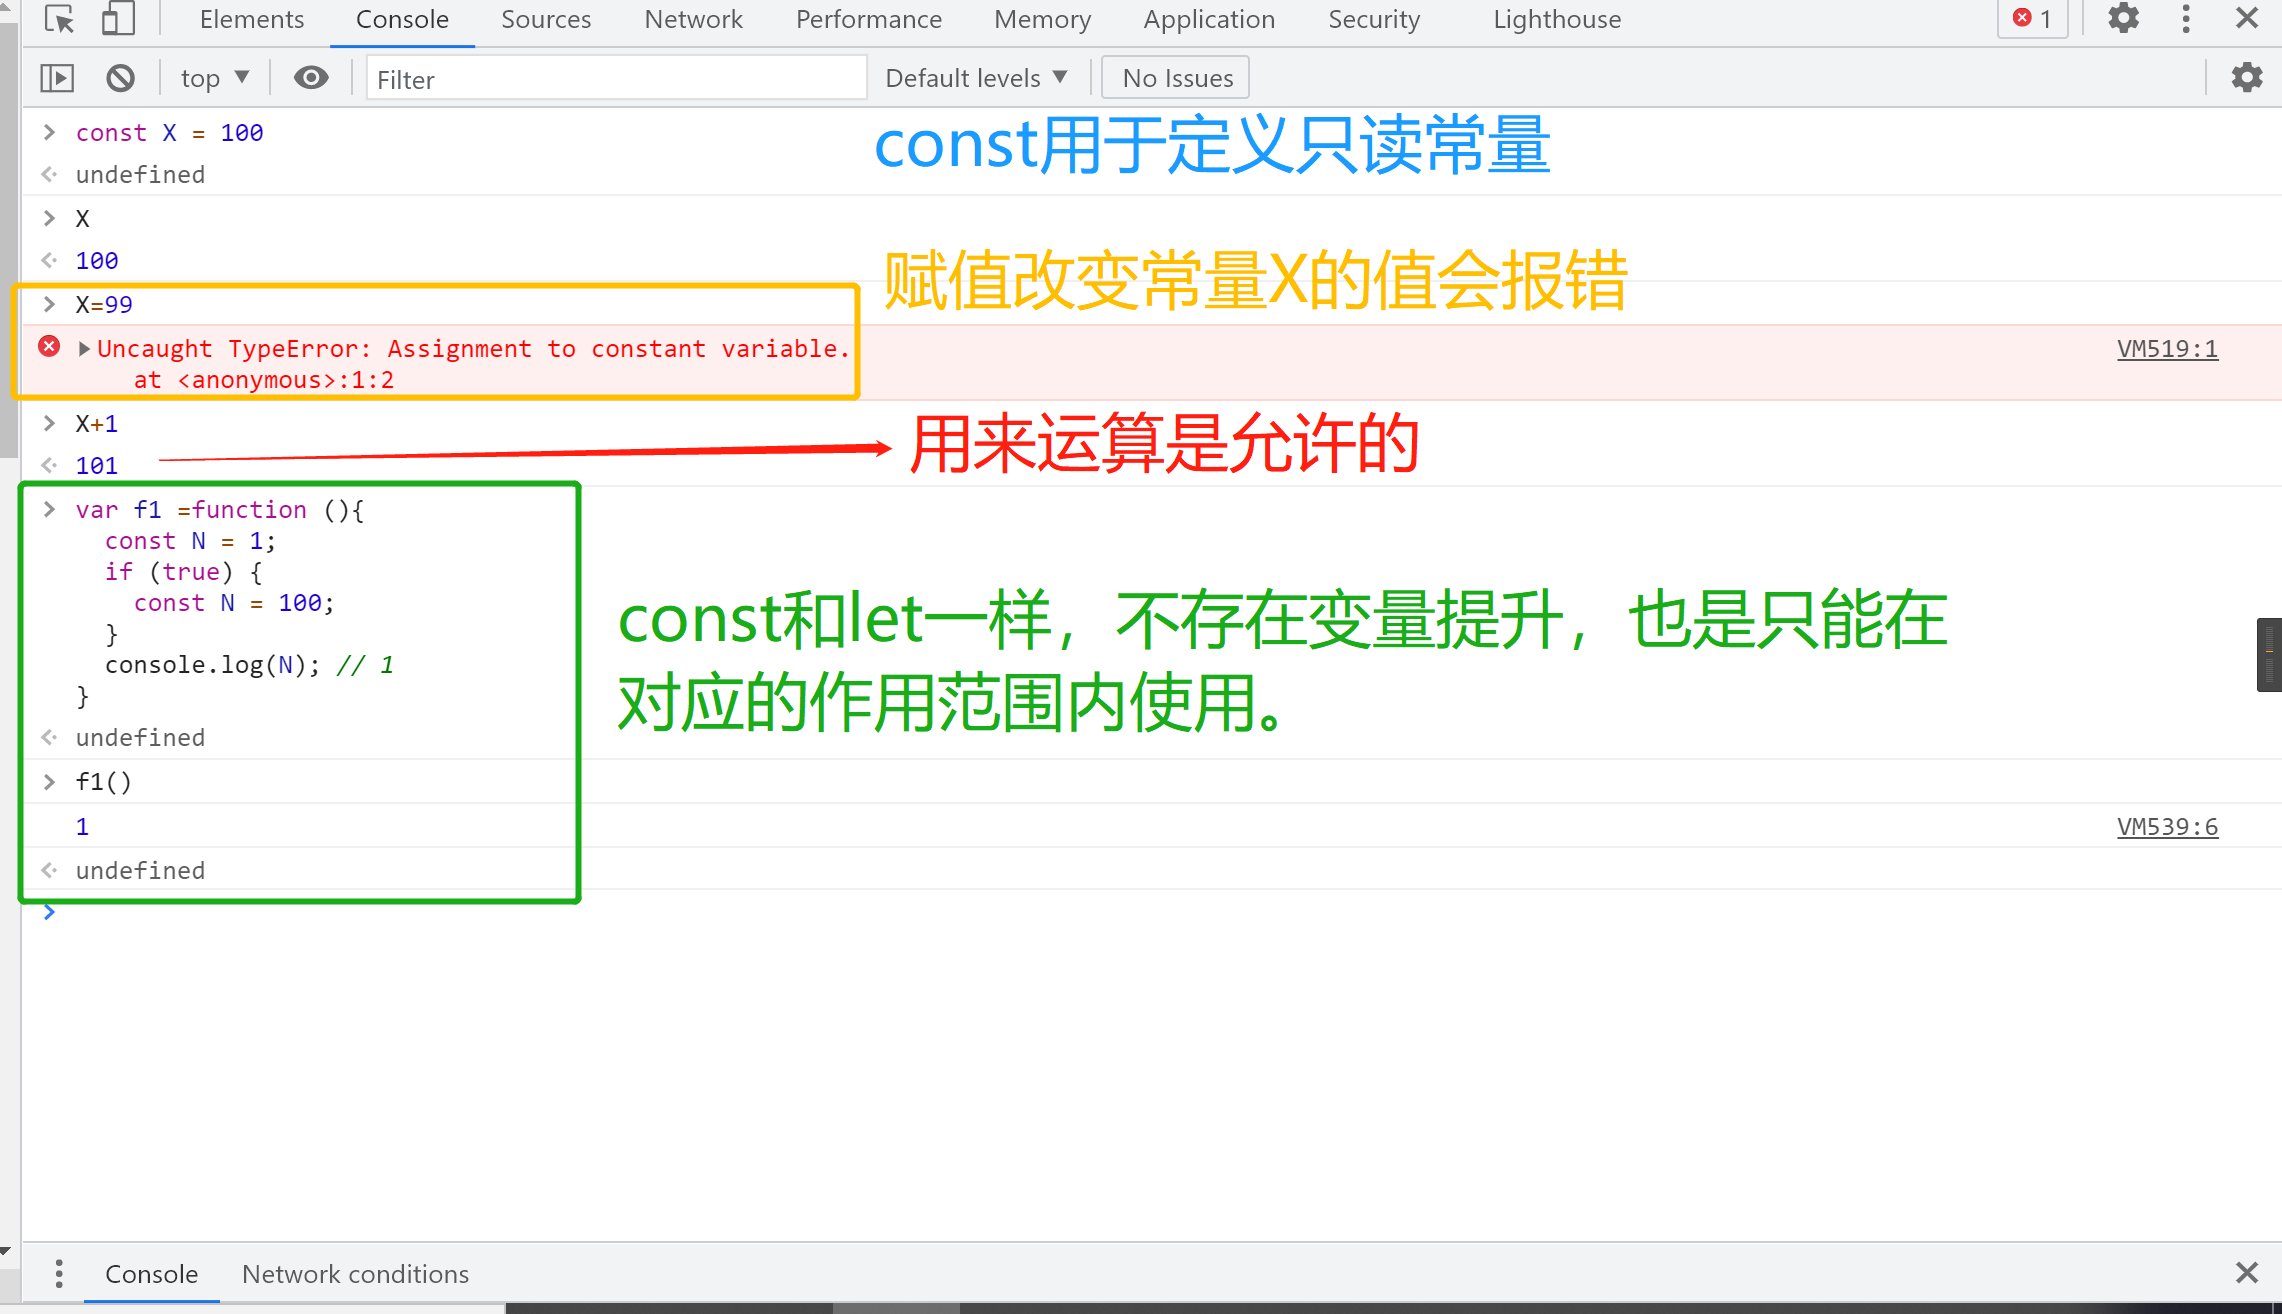 Elements Console Sources Network Performance Memory Application Security Lighthouse 1
top Filter Default levels No Issues
const X = 100
const用于定义只读常量
undefined
X
100
赋值改变常量X的值会报错
X=99
Uncaught TypeError: Assignment to constant variable. VM519:1
at <anonymous>:1:2
X+1
用来运算是允许的
101
var f1 =function (){
const N = 1;
if (true) {
const N = 100;
}
console.log(N); // 1
}
const和let一样，不存在变量提升，也是只能在
对应的作用范围内使用。
undefined
f1()
1 VM539:6
undefined
Console Network conditions